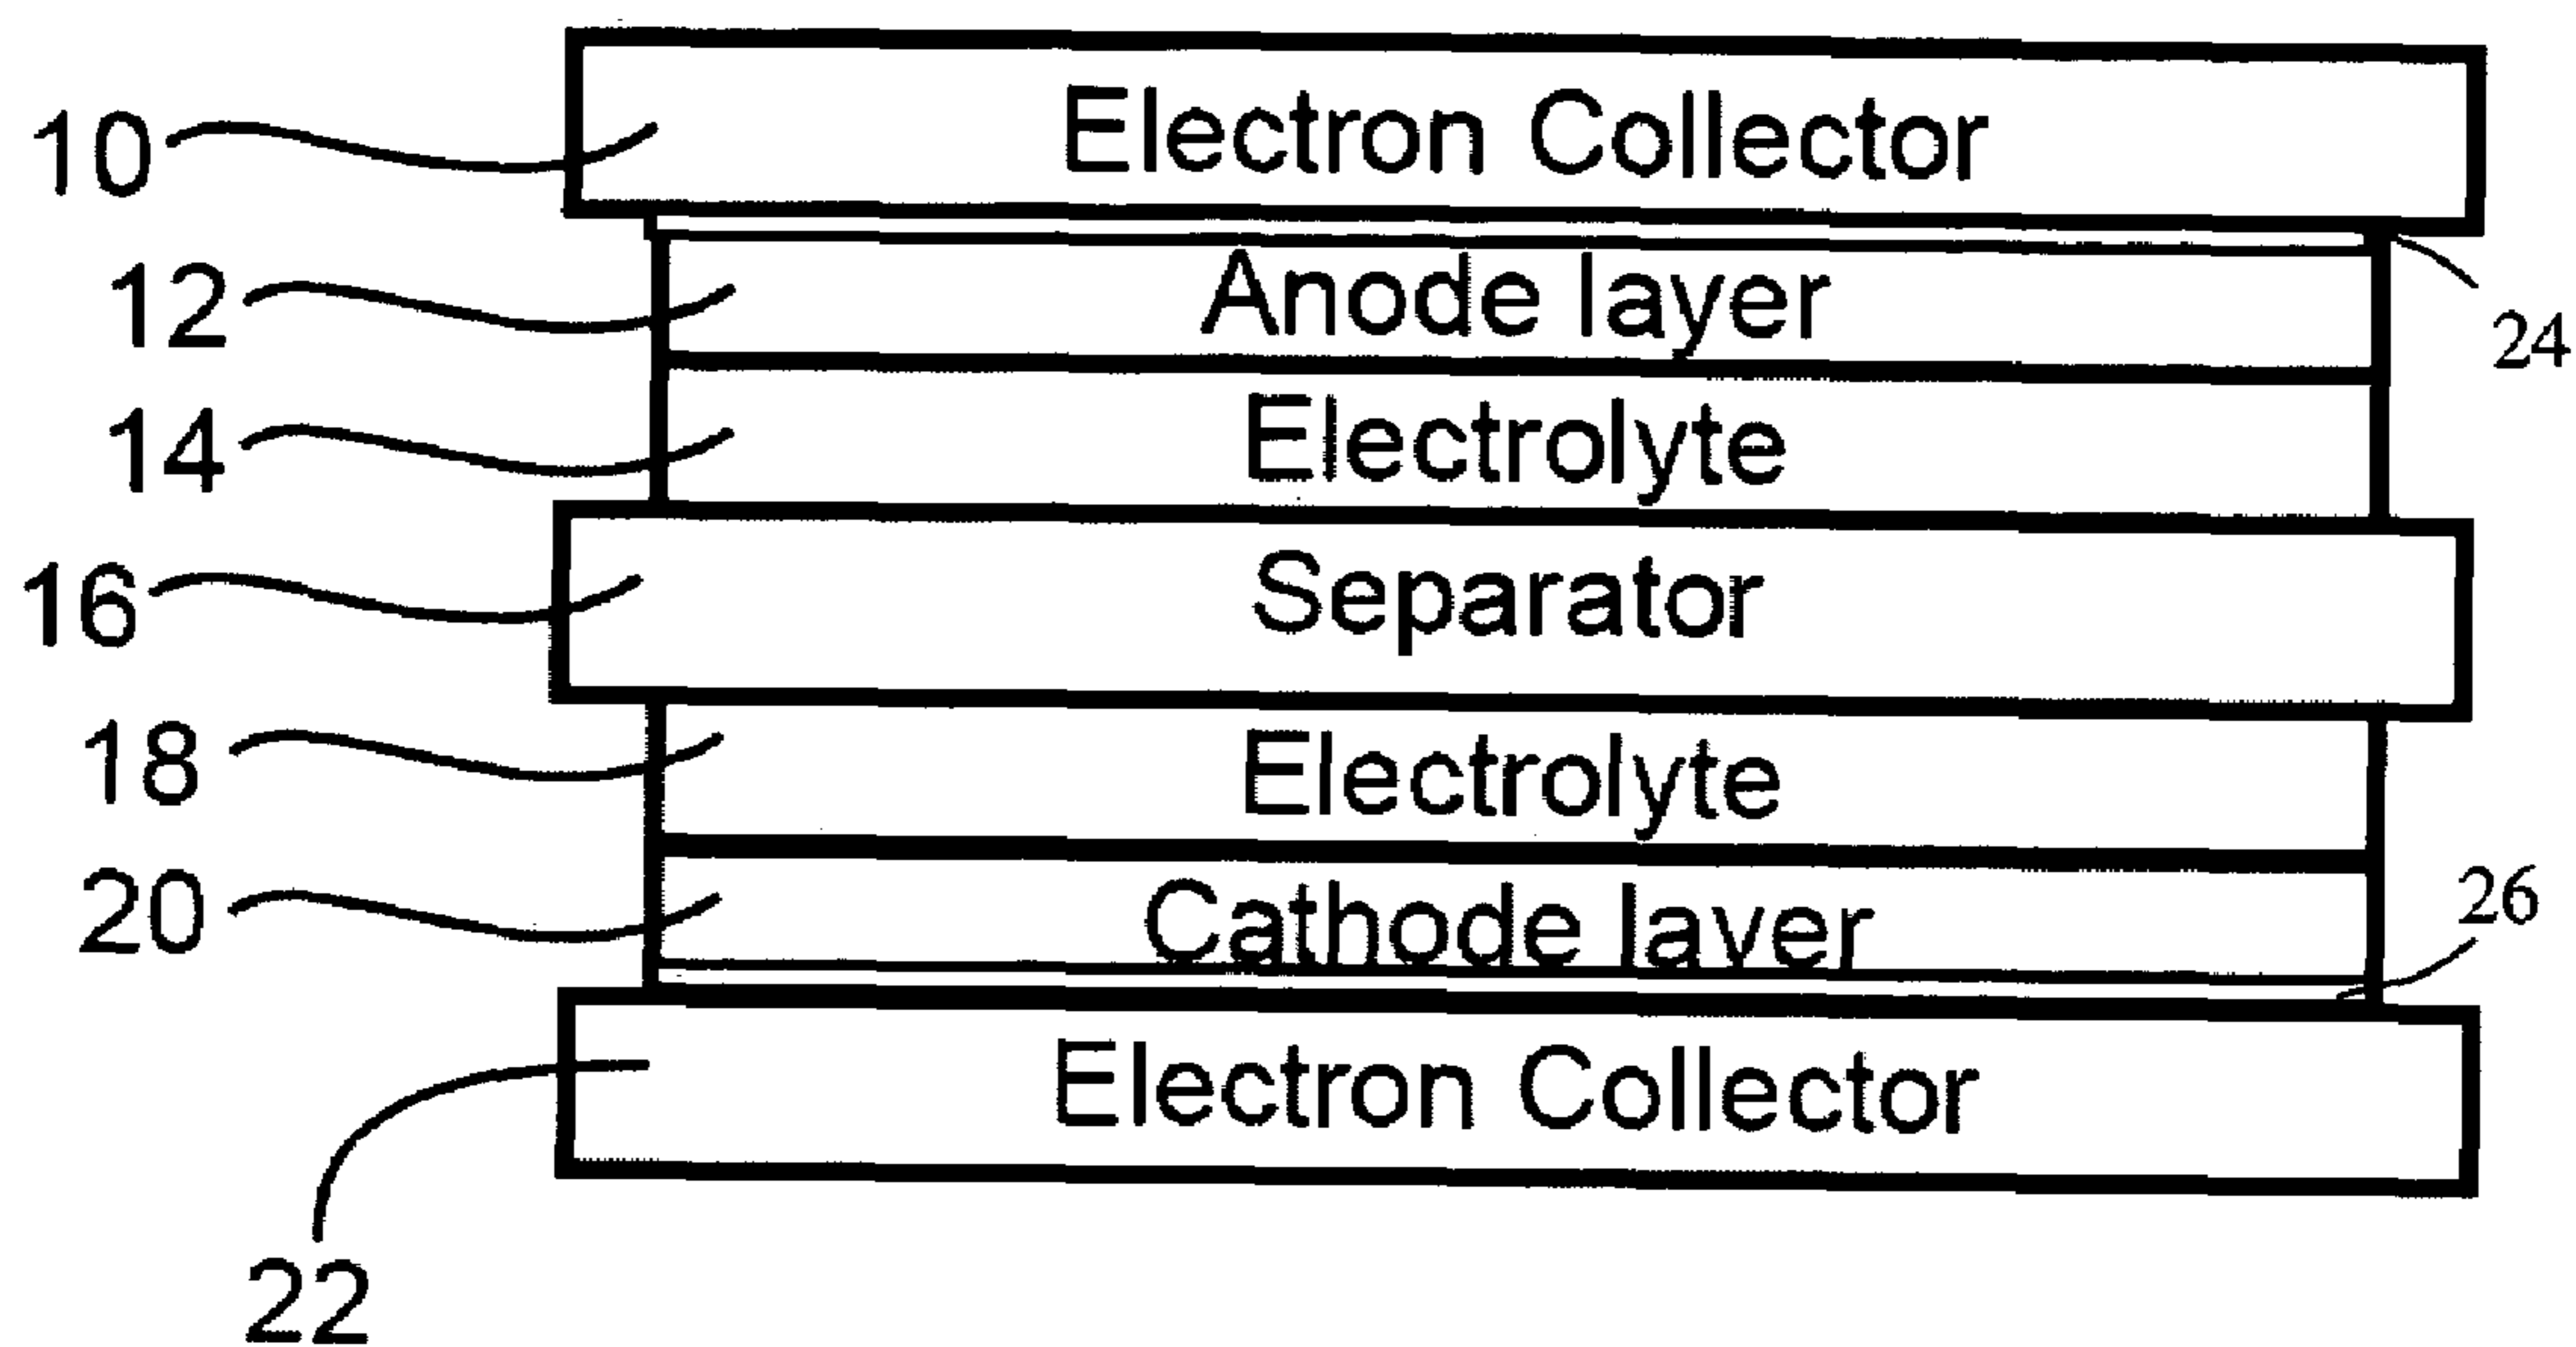 10 Electron Collector
12 Anode layer
24
14 Electrolyte
16 Separator
18 Electrolyte
20 Cathode layer
26
Electron Collector
22